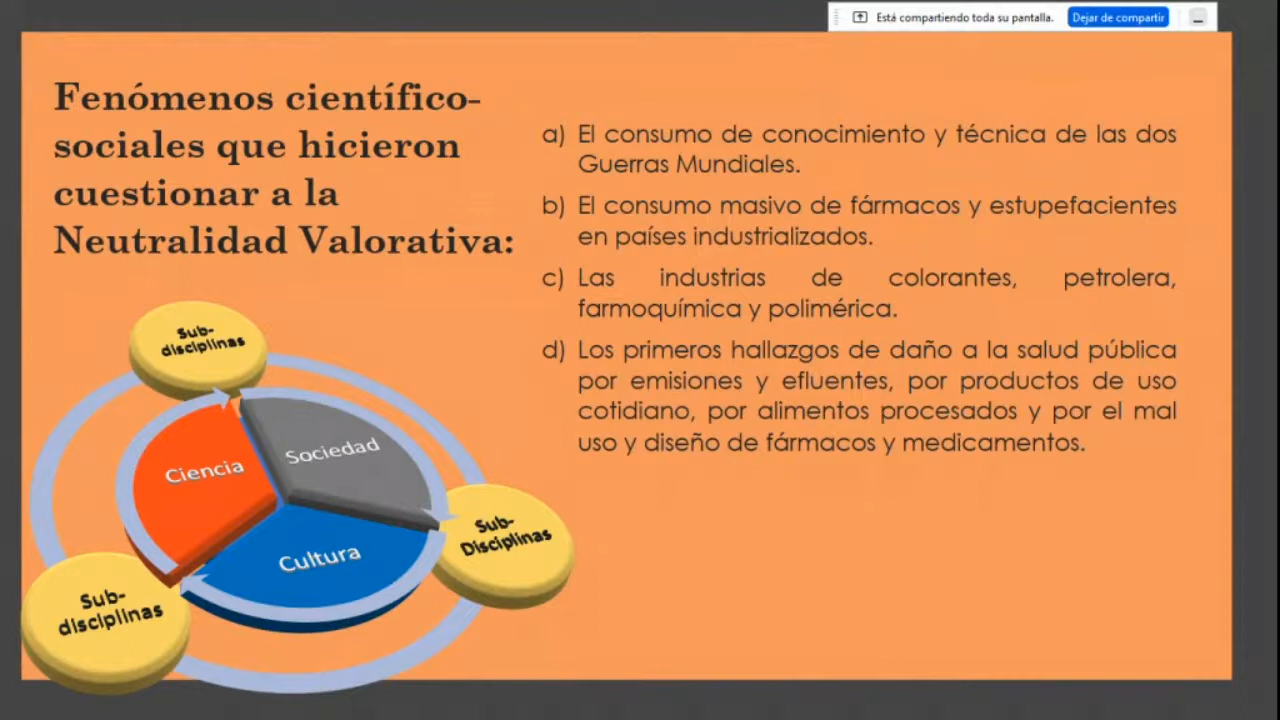 Está compartiendo toda su pantalla.
Dejar de compartir
Fenómenos científico-
sociales que hicieron
cuestionar a la
Neutralidad Valorativa:
a) El consumo de conocimiento y técnica de las dos
Guerras Mundiales.
b) El consumo masivo de fármacos y estupefacientes
en países industrializados.
c) Las industrias de colorantes, petrolera,
farmoquímica y polimérica.
d) Los primeros hallazgos de daño a la salud pública
por emisiones y efluentes, por productos de uso
cotidiano, por alimentos procesados y por el mal
uso y diseño de fármacos y medicamentos.
Sub-
disciplinas
Ciencia
Sociedad
Cultura
Sub-
Disciplinas
Sub-
disciplinas